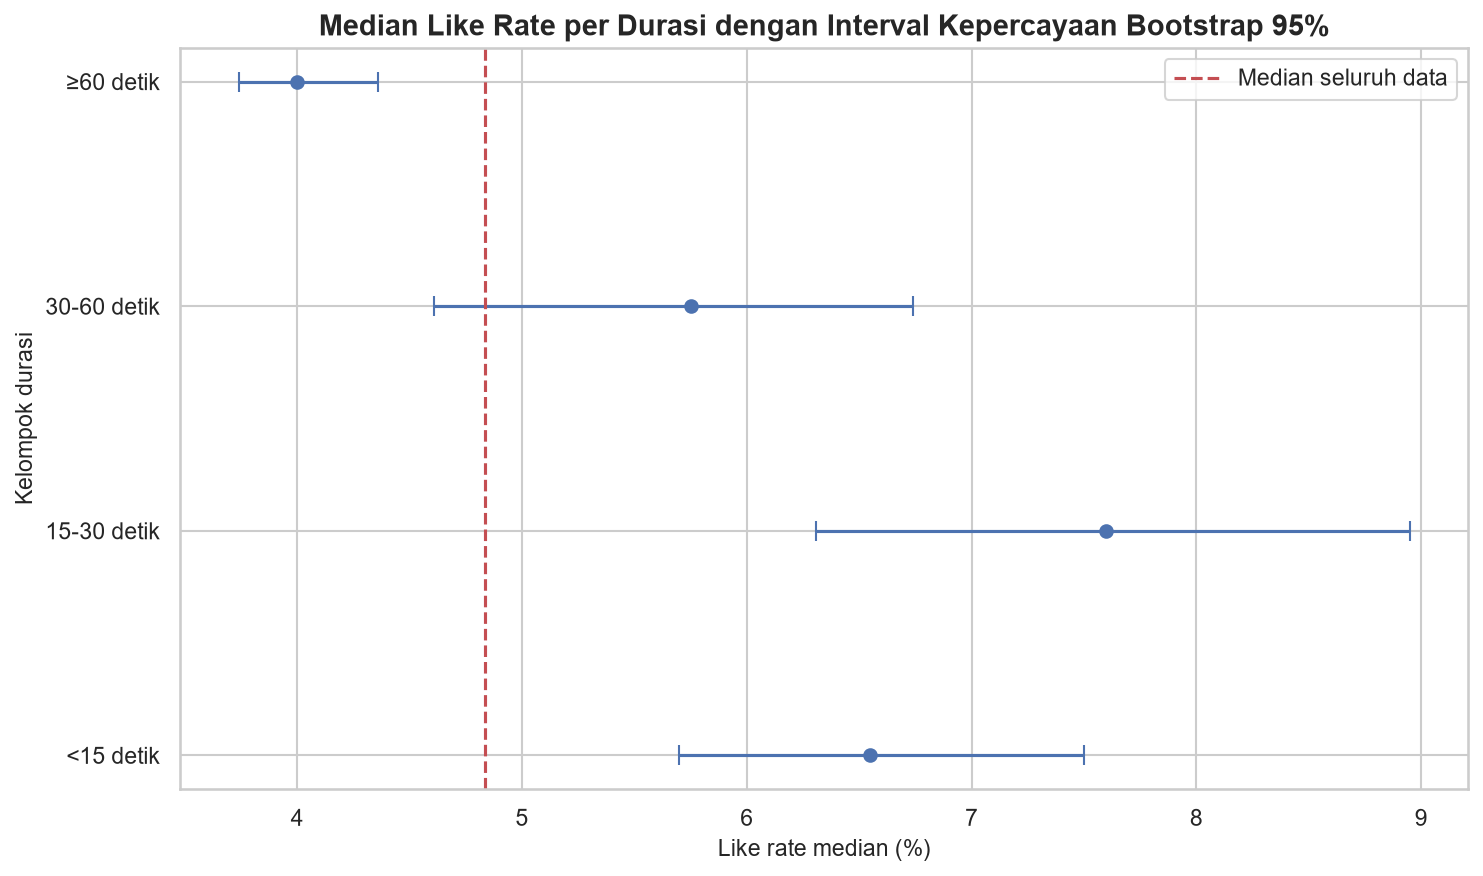 Median Like Rate per Durasi dengan Interval Kepercayaan Bootstrap 95%
Median seluruh data
Kelompok durasi
≥60 detik
30-60 detik
15-30 detik
<15 detik
4 5 6 7 8 9
Like rate median (%)